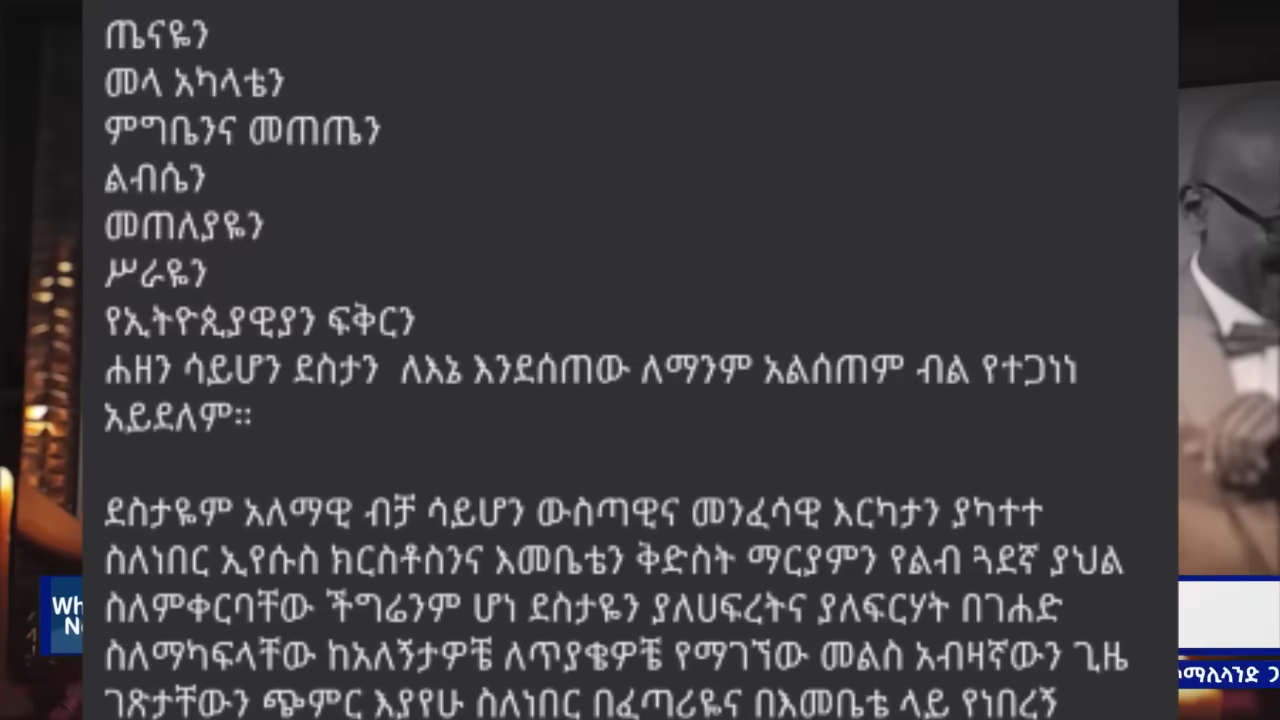 ጤናዬን
መላ አካላቴን
ምግቤንና መጠጤን
ልብሴን
መጠለያዬን
ሥራዬን
የኢትዮጲያዊያን ፍቅርን
ሐዘን ሳይሆን ደስታን ለእኔ እንደሰጠው ለማንም አልሰጠም ብል የተጋነነ
አይደለም።
ደስታዬም አለማዊ ብቻ ሳይሆን ውስጣዊና መንፈሳዊ እርካታን ያካተተ
ስለነበር ኢየሱስ ክርስቶስንና እመቤቴን ቅድስት ማርያምን የልብ ጓደኛ ያህል
ስለምቀርባቸው ችግሬንም ሆነ ደስታዬን ያለሀፍረትና ያለፍርሃት በገሐድ
ስለማካፍላቸው ከአለኝታዎቼ ለጥያቄዎቼ የማገኘው መልስ አብዛኛውን ጊዜ
ገጽታቸውን ጭምር እያየሁ ስለነበር በፈጣሪዬና በእመቤቴ ላይ የነበረኝ